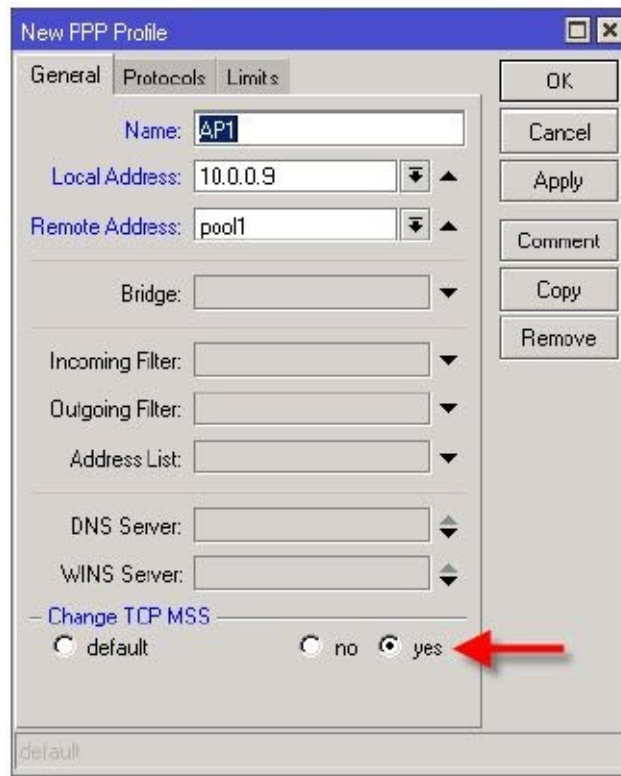 New PPP Profile
General Protocols Limits
Name: AP1
Local Address: 10.0.0.9
Remote Address: pool1
Bridge:
Incoming Filter:
Outgoing Filter:
Address List:
DNS Server:
WINS Server:
Change TCP MSS
default no yes
OK
Cancel
Apply
Comment
Copy
Remove
default